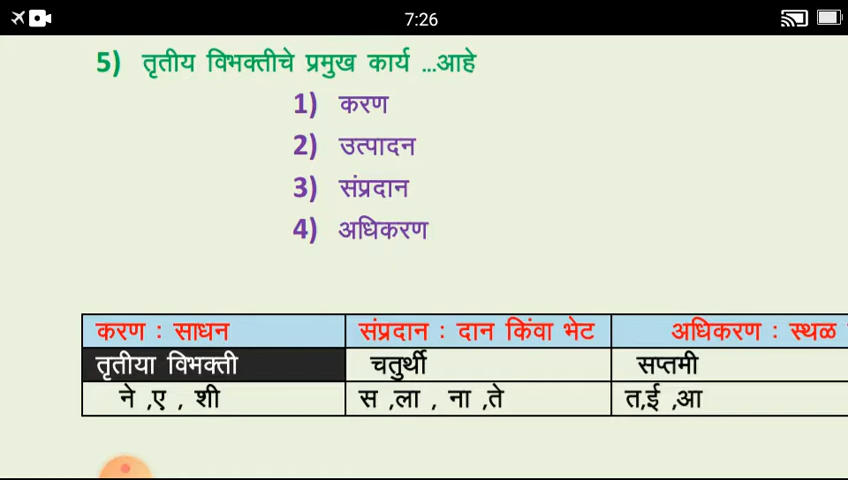 7:26
5) तृतीय विभक्तीचे प्रमुख कार्य ...आहे
1) करण
2) उत्पादन
3) संप्रदान
4) अधिकरण
करण : साधन संप्रदान : दान किंवा भेट अधिकरण : स्थळ
तृतीया विभक्ती चतुर्थी सप्तमी
ने ,ए , शी स ,ला , ना ,ते त,ई ,आ